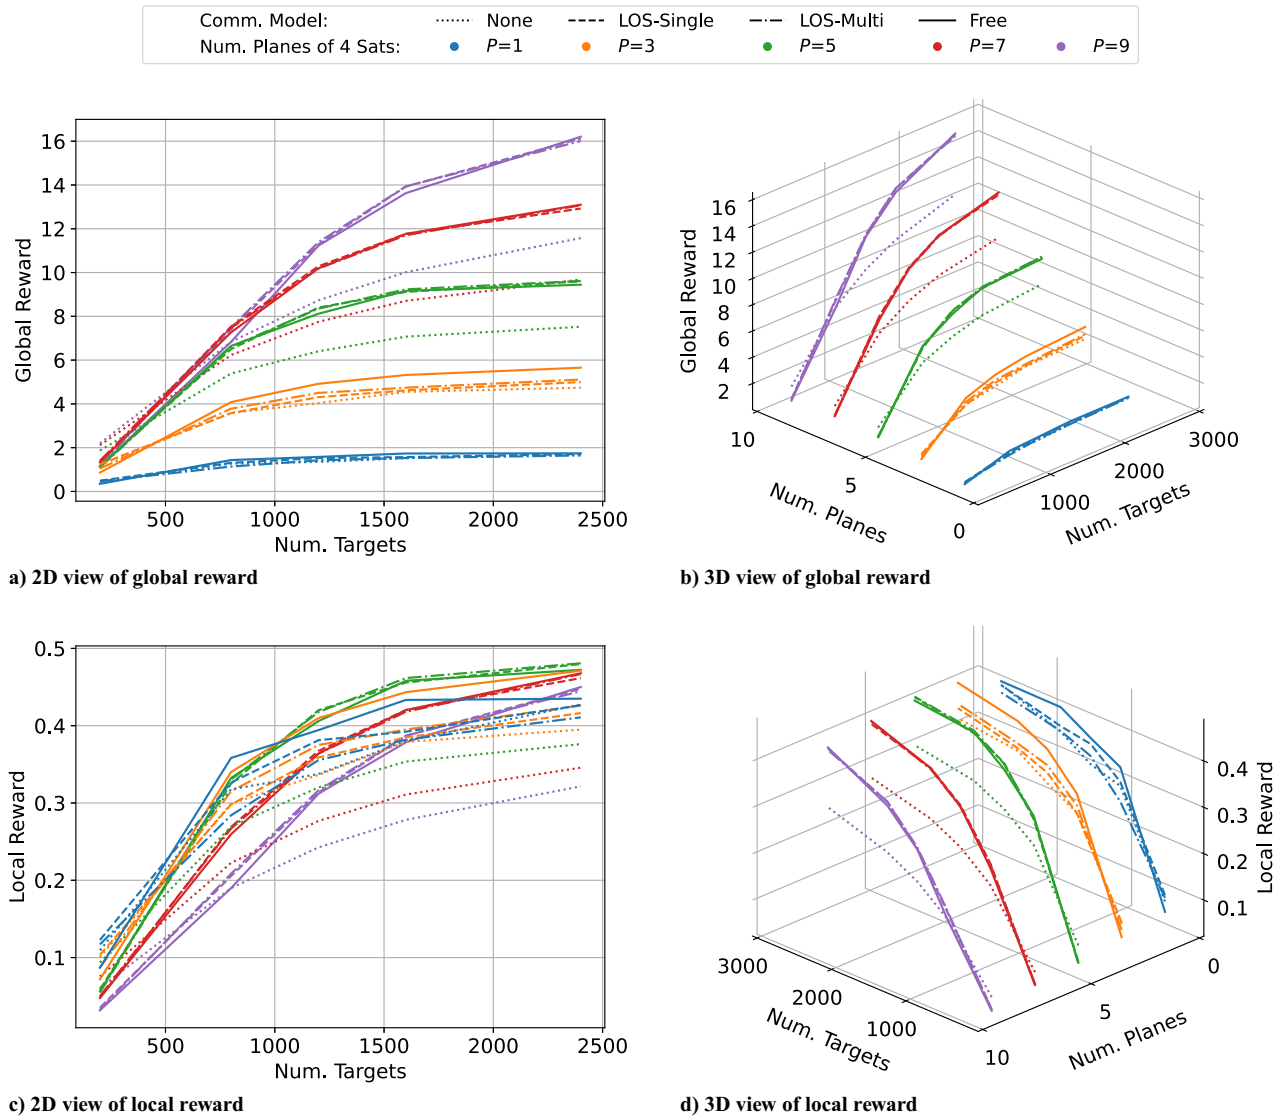 Comm. Model: None LOS-Single LOS-Multi Free
Num. Planes of 4 Sats: P=1 P=3 P=5 P=7 P=9
Global Reward
16
14
12
10
8
6
4
2
0
500 1000 1500 2000 2500
Num. Targets
a) 2D view of global reward
Global Reward
16
14
12
10
8
6
4
2
10 5 0
Num. Planes
1000 2000 3000
Num. Targets
b) 3D view of global reward
Local Reward
0.5
0.4
0.3
0.2
0.1
500 1000 1500 2000 2500
Num. Targets
c) 2D view of local reward
0.4
0.3
0.2
0.1
Local Reward
3000 2000 1000
Num. Targets
10 5 0
Num. Planes
d) 3D view of local reward